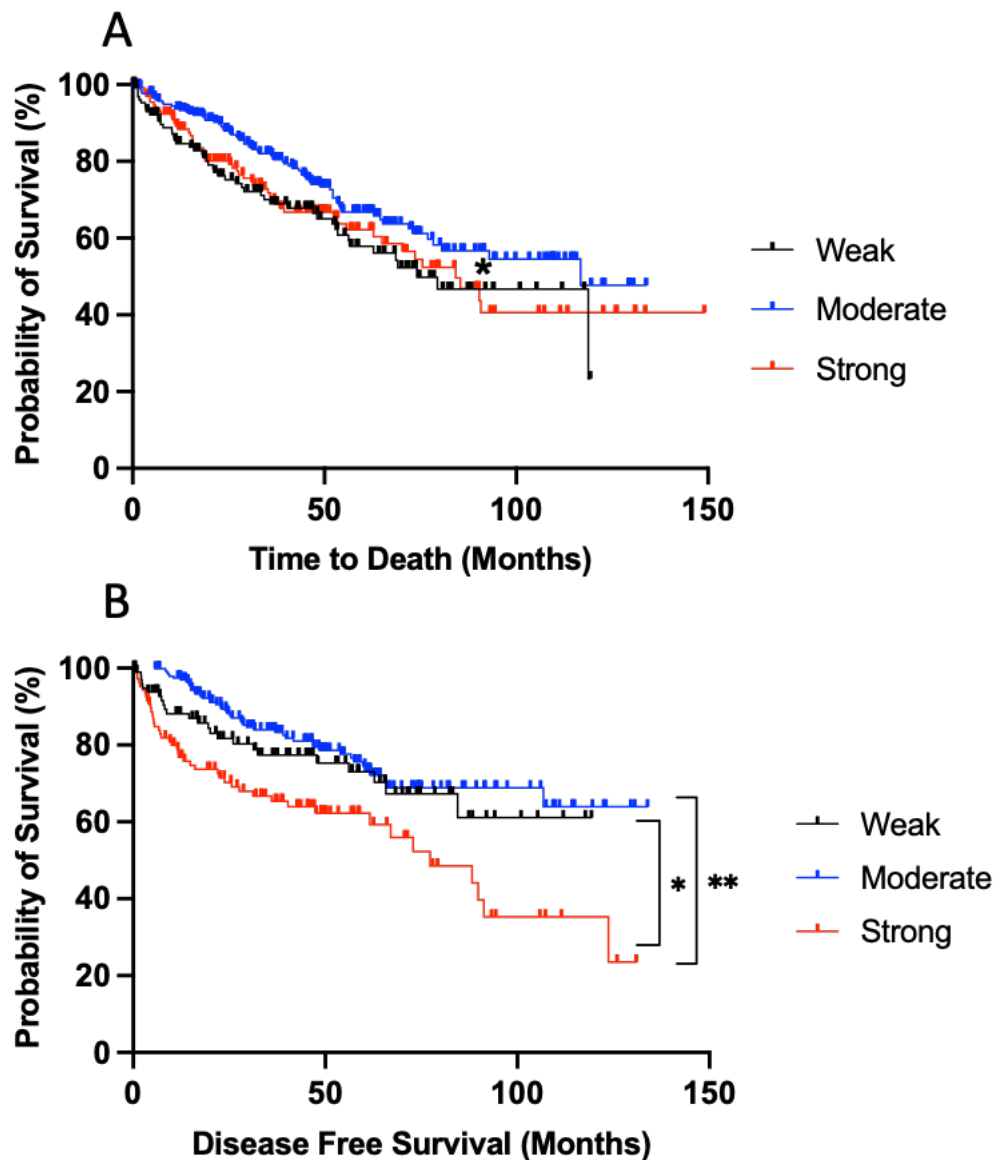 A
Probability of Survival (%)
100
80
60
40
20
0
*
0 50 100 150
Time to Death (Months)
Weak
Moderate
Strong
B
Probability of Survival (%)
100
80
60
40
20
0
* **
0 50 100 150
Disease Free Survival (Months)
Weak
Moderate
Strong